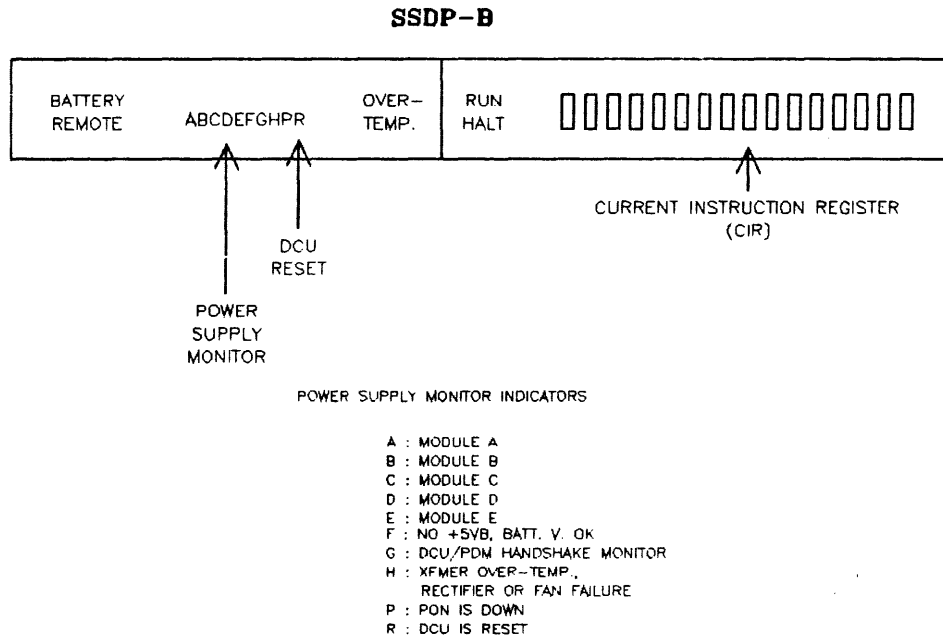 SSDP-B
BATTERY
REMOTE
ABCDEFGHPR
OVER-
TEMP.
RUN
HALT
CURRENT INSTRUCTION REGISTER
(CIR)
DCU
RESET
POWER
SUPPLY
MONITOR
POWER SUPPLY MONITOR INDICATORS
A : MODULE A
B : MODULE B
C : MODULE C
D : MODULE D
E : MODULE E
F : NO +5VB, BATT. V. OK
G : DCU/PDM HANDSHAKE MONITOR
H : XFMER OVER-TEMP.,
RECTIFIER OR FAN FAILURE
P : PON IS DOWN
R : DCU IS RESET